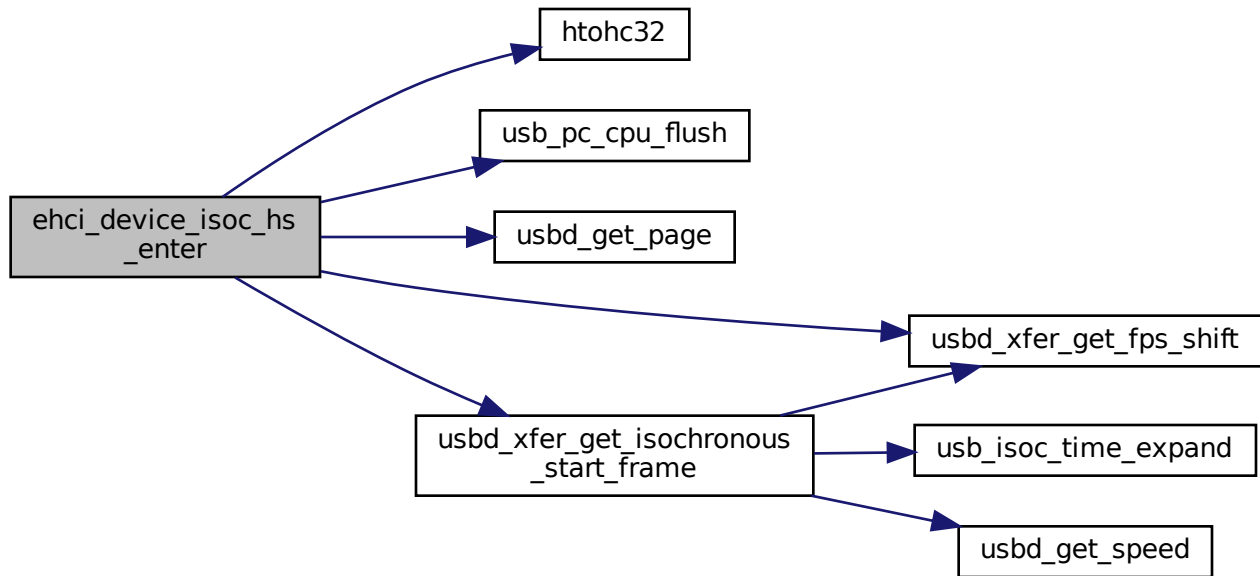 htohc32
usb_pc_cpu_flush
ehci_device_isoc_hs
_enter
usbd_get_page
usbd_xfer_get_fps_shift
usbd_xfer_get_isochronous
_start_frame
usb_isoc_time_expand
usbd_get_speed